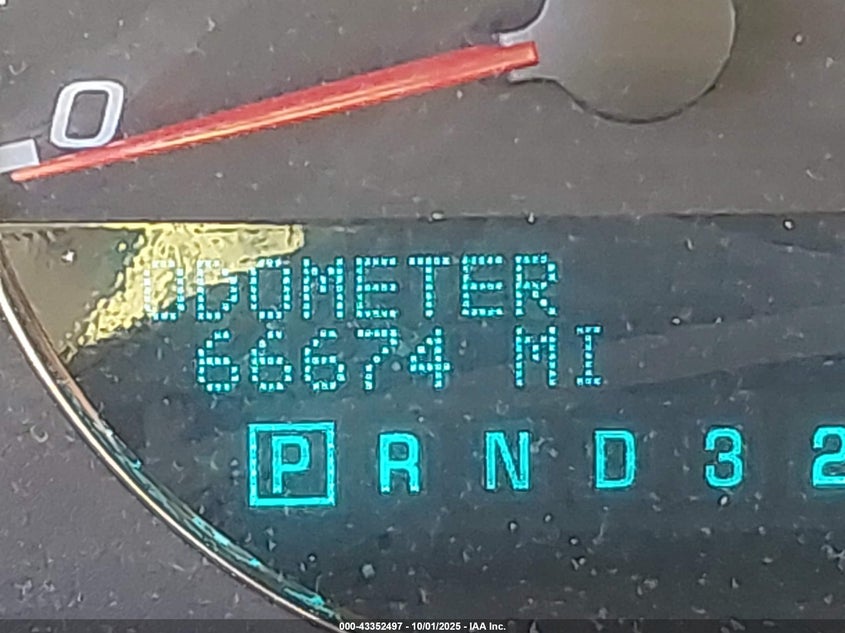 0
ODOMETER
66674 MI
P R N D 3 2
000-43352497 - 10/01/2025 - IAA Inc.